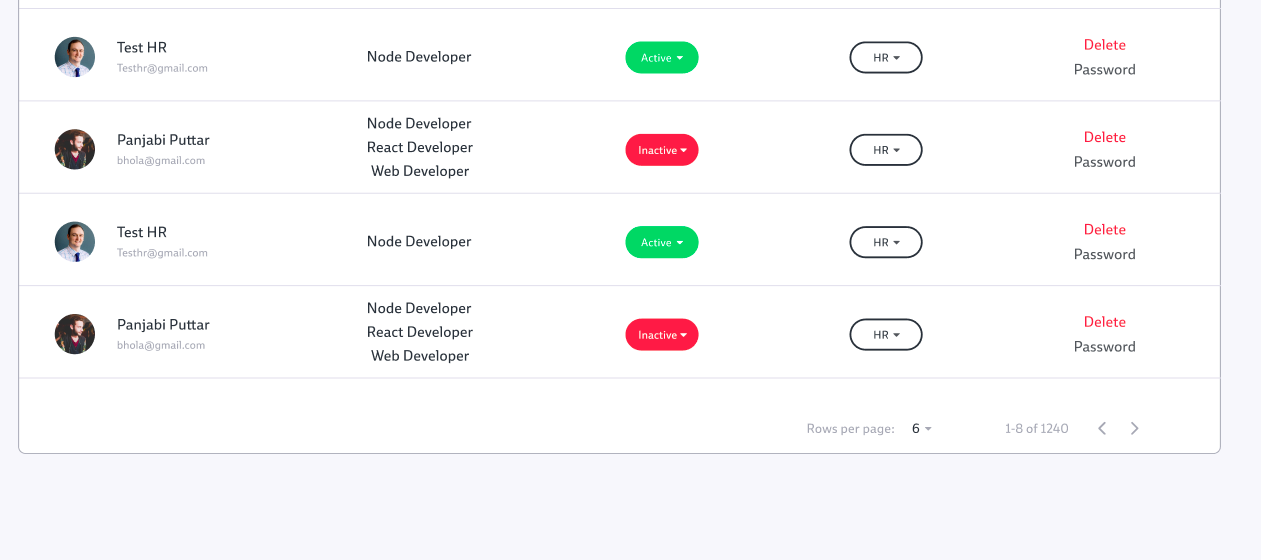 Test HR
Testhr@gmail.com
Node Developer
Active
HR
Delete
Password
Panjabi Puttar
bhola@gmail.com
Node Developer
React Developer
Web Developer
Inactive
HR
Delete
Password
Test HR
Testhr@gmail.com
Node Developer
Active
HR
Delete
Password
Panjabi Puttar
bhola@gmail.com
Node Developer
React Developer
Web Developer
Inactive
HR
Delete
Password
Rows per page: 6 1-8 of 1240